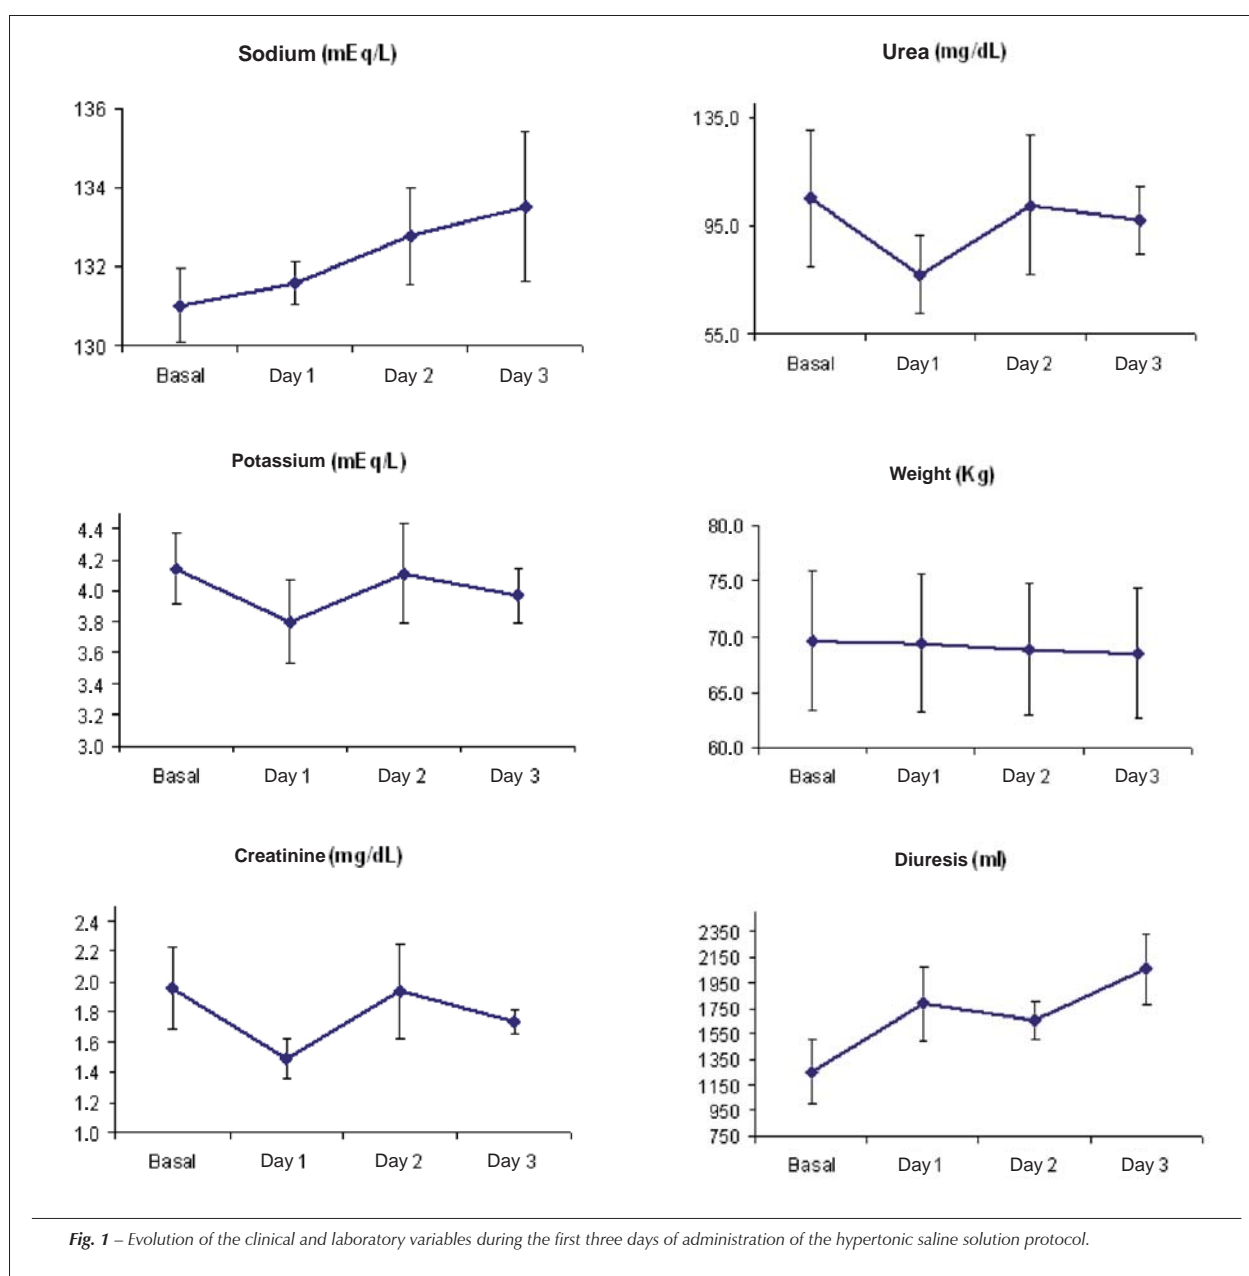 Sodium (mEq/L)
136
134
132
130
Basal Day 1 Day 2 Day 3
Urea (mg/dL)
135.0
95.0
55.0
Basal Day 1 Day 2 Day 3
Potassium (mEq/L)
4.4
4.2
4.0
3.8
3.6
3.4
3.2
3.0
Basal Day 1 Day 2 Day 3
Weight (Kg)
80.0
75.0
70.0
65.0
60.0
Basal Day 1 Day 2 Day 3
Creatinine (mg/dL)
2.4
2.2
2.0
1.8
1.6
1.4
1.2
1.0
Basal Day 1 Day 2 Day 3
Diuresis (ml)
2350
2150
1950
1750
1550
1350
1150
950
750
Basal Day 1 Day 2 Day 3
Fig. 1 – Evolution of the clinical and laboratory variables during the first three days of administration of the hypertonic saline solution protocol.